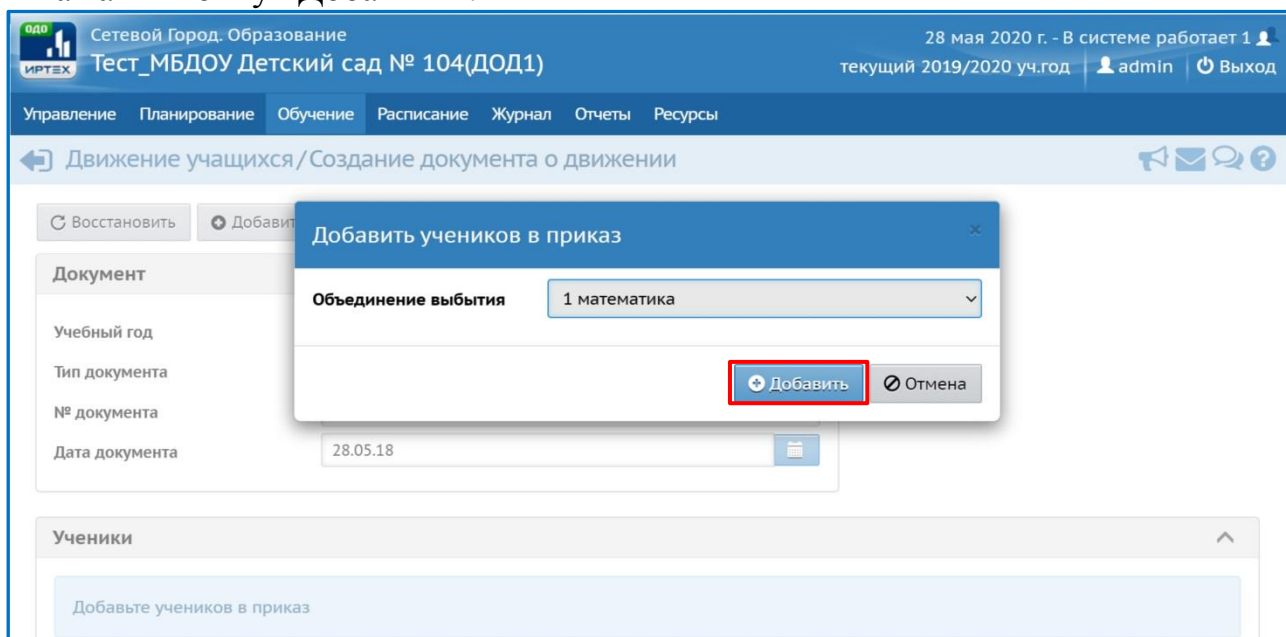 ОДО
ИРТЕХ
Сетевой Город. Образование
Тест_МБДОУ Детский сад № 104(ДОД1)
28 мая 2020 г. - В системе работает 1
текущий 2019/2020 уч.год admin Выход
Управление Планирование Обучение Расписание Журнал Отчеты Ресурсы
Движение учащихся/Создание документа о движении
Восстановить Добавит
Добавить учеников в приказ
Документ
Объединение выбытия 1 математика
Учебный год
Тип документа
Добавить Отмена
№ документа
Дата документа 28.05.18
Ученики
Добавьте учеников в приказ